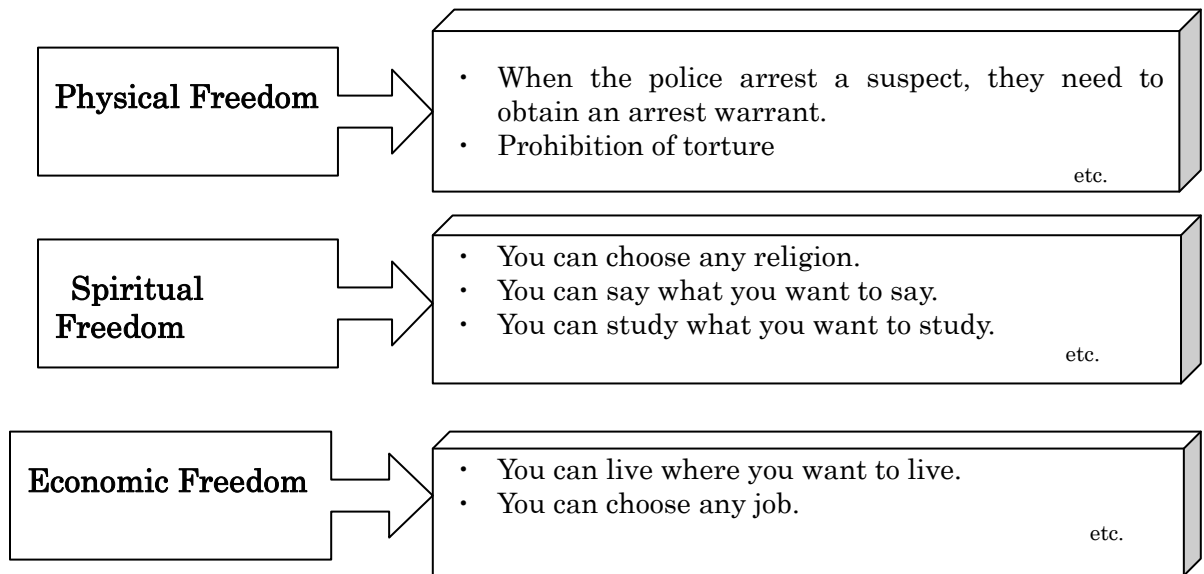 Physical Freedom
・ When the police arrest a suspect, they need to
obtain an arrest warrant.
・ Prohibition of torture
etc.
Spiritual
Freedom
・ You can choose any religion.
・ You can say what you want to say.
・ You can study what you want to study.
etc.
Economic Freedom
・ You can live where you want to live.
・ You can choose any job.
etc.